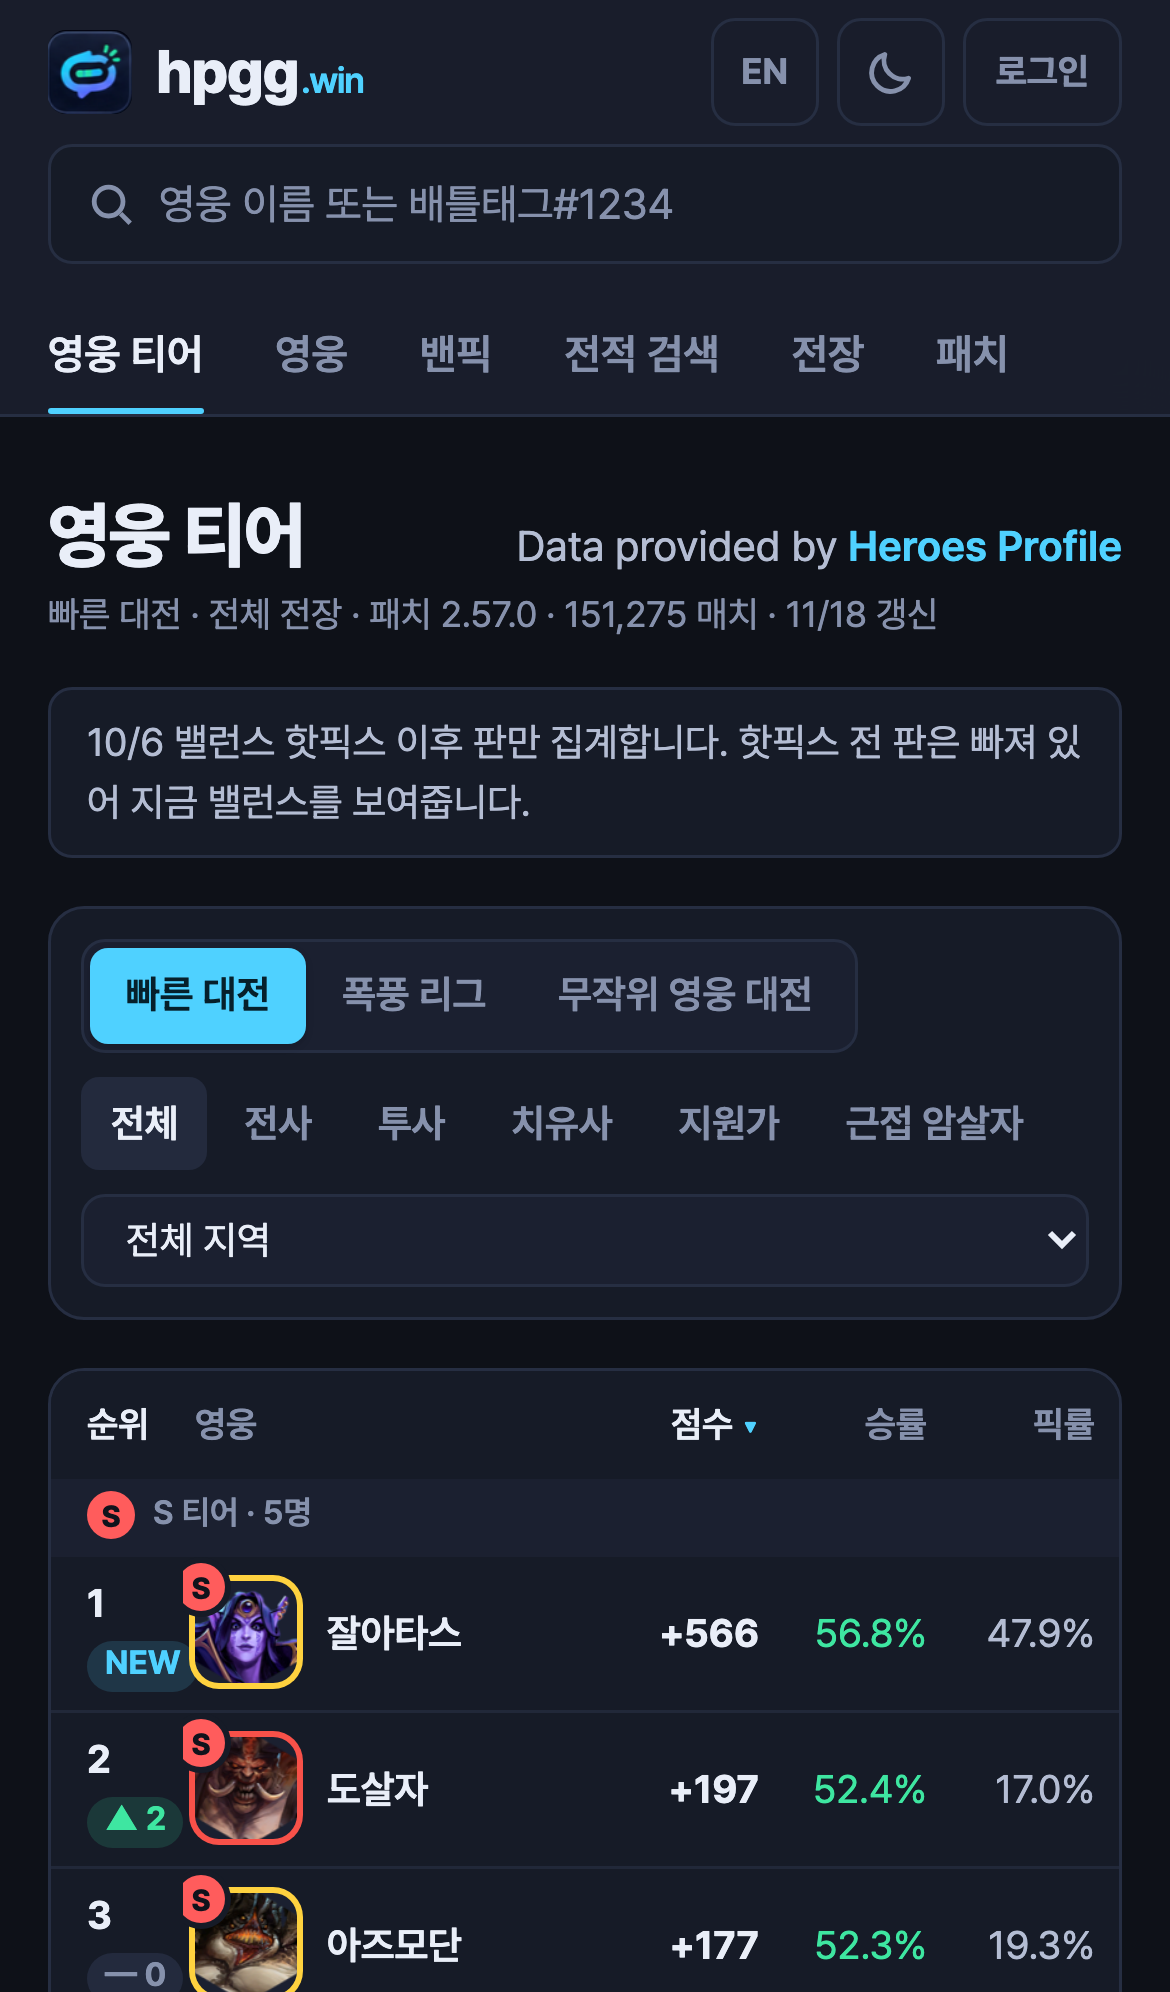 hpgg.win
EN
로그인
영웅 이름 또는 배틀태그#1234
영웅 티어 영웅 밴픽 전적 검색 전장 패치
영웅 티어
Data provided by Heroes Profile
빠른 대전 · 전체 전장 · 패치 2.57.0 · 151,275 매치 · 11/18 갱신
10/6 밸런스 핫픽스 이후 판만 집계합니다. 핫픽스 전 판은 빠져 있
어 지금 밸런스를 보여줍니다.
빠른 대전 폭풍 리그 무작위 영웅 대전
전체 전사 투사 치유사 지원가 근접 암살자
전체 지역
순위 영웅 점수 ▼ 승률 픽률
S S 티어 · 5명
1 NEW S 잘아타스 +566 56.8% 47.9%
2 ▲ 2 S 도살자 +197 52.4% 17.0%
3 — 0 S 아즈모단 +177 52.3% 19.3%